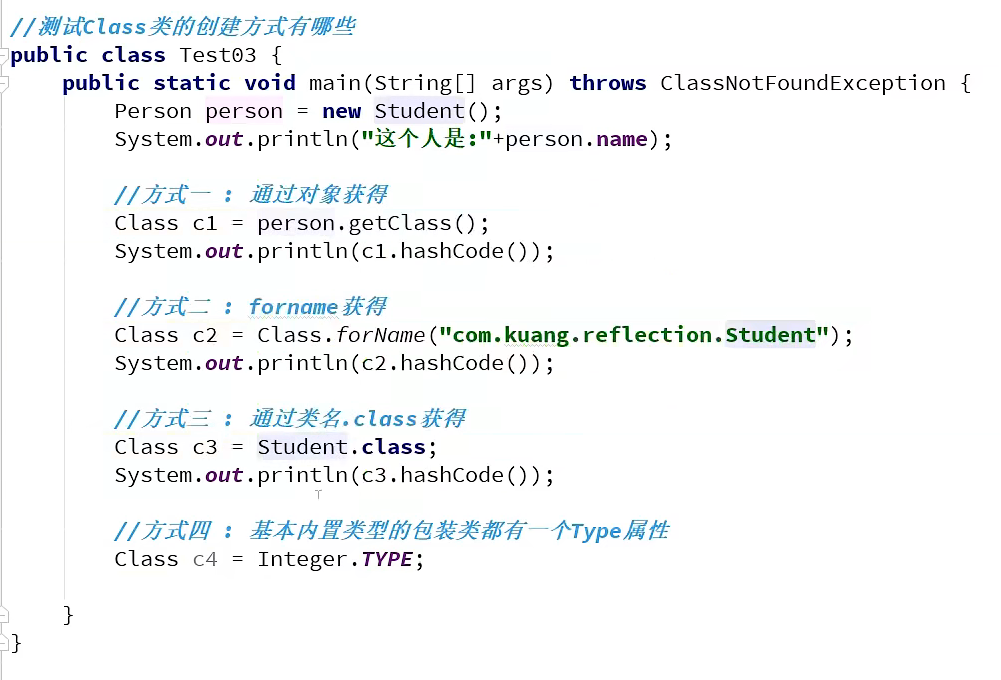 //测试Class类的创建方式有哪些
public class Test03 {
    public static void main(String[] args) throws ClassNotFoundException {
        Person person = new Student();
        System.out.println("这个人是:"+person.name);

        //方式一 : 通过对象获得
        Class c1 = person.getClass();
        System.out.println(c1.hashCode());

        //方式二 : forname获得
        Class c2 = Class.forName("com.kuang.reflection.Student");
        System.out.println(c2.hashCode());

        //方式三 : 通过类名.class获得
        Class c3 = Student.class;
        System.out.println(c3.hashCode());

        //方式四 : 基本内置类型的包装类都有一个Type属性
        Class c4 = Integer.TYPE;

    }
}